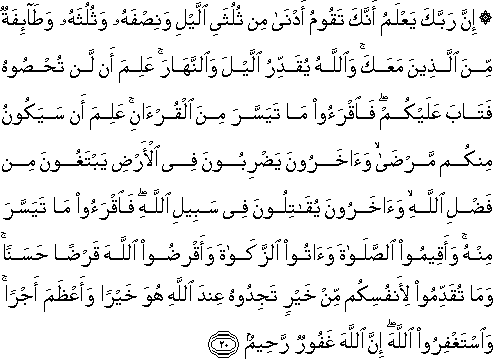 ۞ إِنَّ رَبَّكَ يَعْلَمُ أَنَّكَ تَقُومُ أَدْنَىٰ مِن ثُلُثَىِ ٱلَّيْلِ وَنِصْفَهُۥ وَثُلُثَهُۥ وَطَآئِفَةٌ
مِّنَ ٱلَّذِينَ مَعَكَ ۚ وَٱللَّهُ يُقَدِّرُ ٱلَّيْلَ وَٱلنَّهَارَ ۚ عَلِمَ أَن لَّن تُحْصُوهُ
فَتَابَ عَلَيْكُمْ ۖ فَٱقْرَءُوا۟ مَا تَيَسَّرَ مِنَ ٱلْقُرْءَانِ ۚ عَلِمَ أَن سَيَكُونُ
مِنكُم مَّرْضَىٰ ۙ وَءَاخَرُونَ يَضْرِبُونَ فِى ٱلْأَرْضِ يَبْتَغُونَ مِن
فَضْلِ ٱللَّهِ ۙ وَءَاخَرُونَ يُقَـٰتِلُونَ فِى سَبِيلِ ٱللَّهِ ۖ فَٱقْرَءُوا۟ مَا تَيَسَّرَ
مِنْهُ ۚ وَأَقِيمُوا۟ ٱلصَّلَوٰةَ وَءَاتُوا۟ ٱلزَّكَوٰةَ وَأَقْرِضُوا۟ ٱللَّهَ قَرْضًا حَسَنًا ۚ
وَمَا تُقَدِّمُوا۟ لِأَنفُسِكُم مِّنْ خَيْرٍ تَجِدُوهُ عِندَ ٱللَّهِ هُوَ خَيْرًا وَأَعْظَمَ أَجْرًا ۚ
وَٱسْتَغْفِرُوا۟ ٱللَّهَ ۖ إِنَّ ٱللَّهَ غَفُورٌ رَّحِيمٌۢ ﴿٢٠﴾